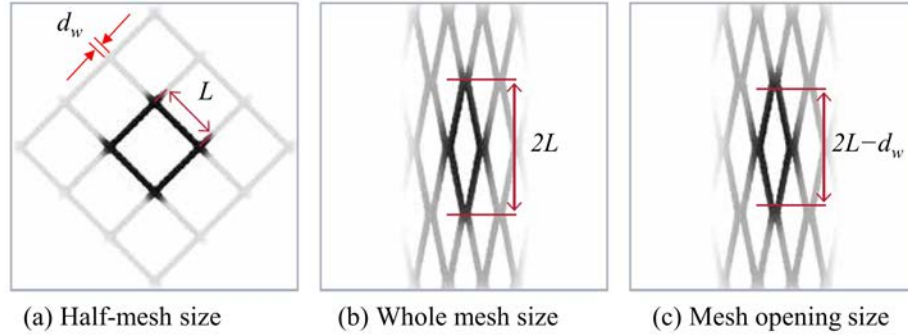 d_w
L
2L
2L−d_w
(a) Half-mesh size
(b) Whole mesh size
(c) Mesh opening size